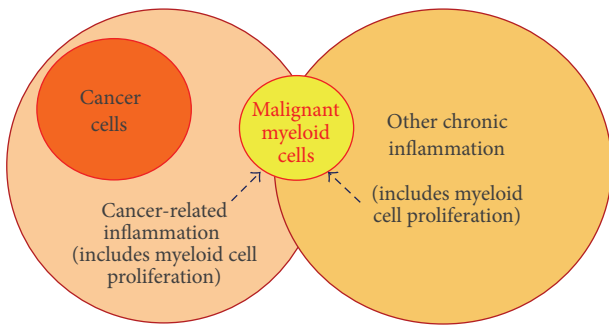 Cancer
cells
Malignant
myeloid
cells
Other chronic
inflammation
(includes myeloid
cell proliferation)
Cancer-related
inflammation
(includes myeloid cell
proliferation)